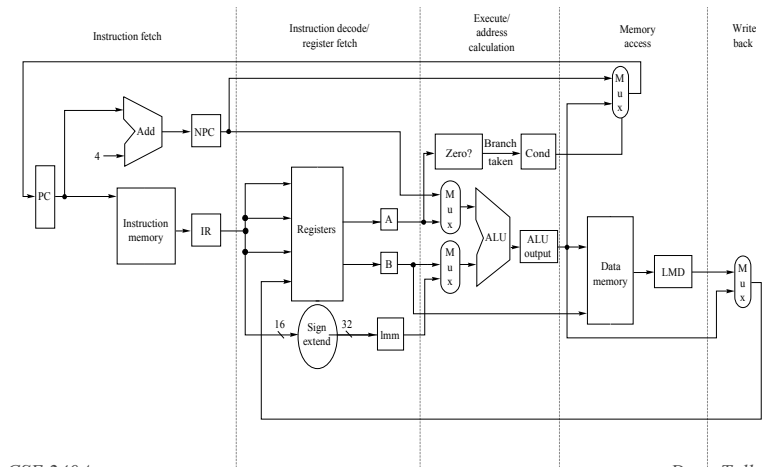 Instruction fetch
Instruction decode/
register fetch
Execute/
address
calculation
Memory
access
Write
back
M
u
x
Add
NPC
4
Zero?
Branch
taken
Cond
PC
Instruction
memory
IR
Registers
A
B
M
u
x
M
u
x
ALU
ALU
output
Data
memory
LMD
M
u
x
16
Sign
extend
32
lmm